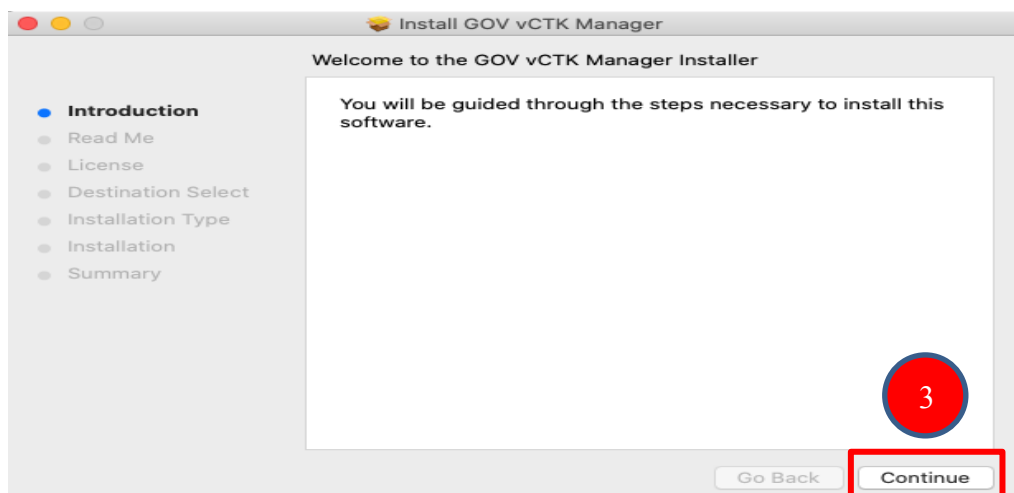 Install GOV vCTK Manager
Welcome to the GOV vCTK Manager Installer
Introduction
Read Me
License
Destination Select
Installation Type
Installation
Summary
You will be guided through the steps necessary to install this
software.
3
Go Back
Continue